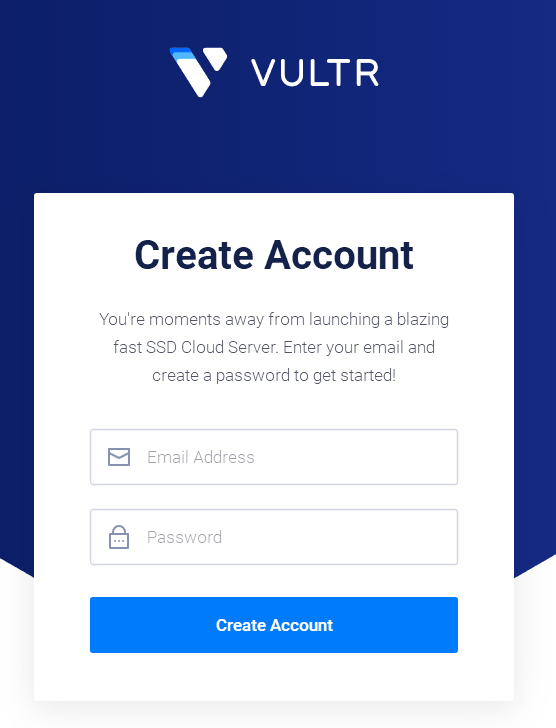 VULTR
Create Account
You're moments away from launching a blazing
fast SSD Cloud Server. Enter your email and
create a password to get started!
Email Address
Password
Create Account